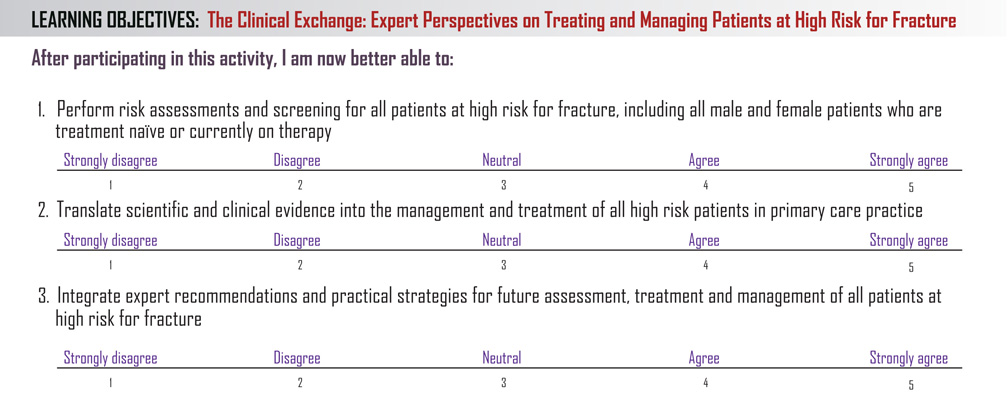 LEARNING OBJECTIVES: The Clinical Exchange: Expert Perspectives on Treating and Managing Patients at High Risk for Fracture
After participating in this activity, I am now better able to:
1. Perform risk assessments and screening for all patients at high risk for fracture, including all male and female patients who are
treatment naïve or currently on therapy
Strongly disagree Disagree Neutral Agree Strongly agree
1 2 3 4 5
2. Translate scientific and clinical evidence into the management and treatment of all high risk patients in primary care practice
Strongly disagree Disagree Neutral Agree Strongly agree
1 2 3 4 5
3. Integrate expert recommendations and practical strategies for future assessment, treatment and management of all patients at
high risk for fracture
Strongly disagree Disagree Neutral Agree Strongly agree
1 2 3 4 5